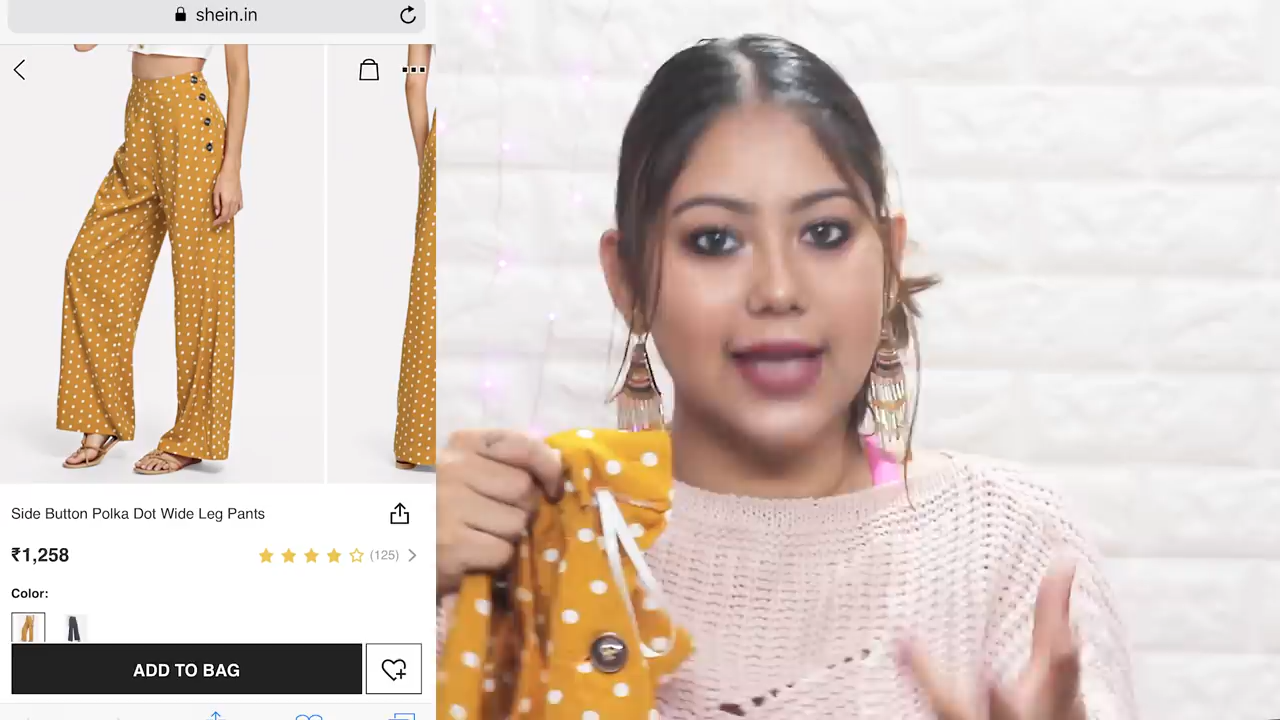 shein.in
Side Button Polka Dot Wide Leg Pants
₹1,258
(125)
Color:
ADD TO BAG